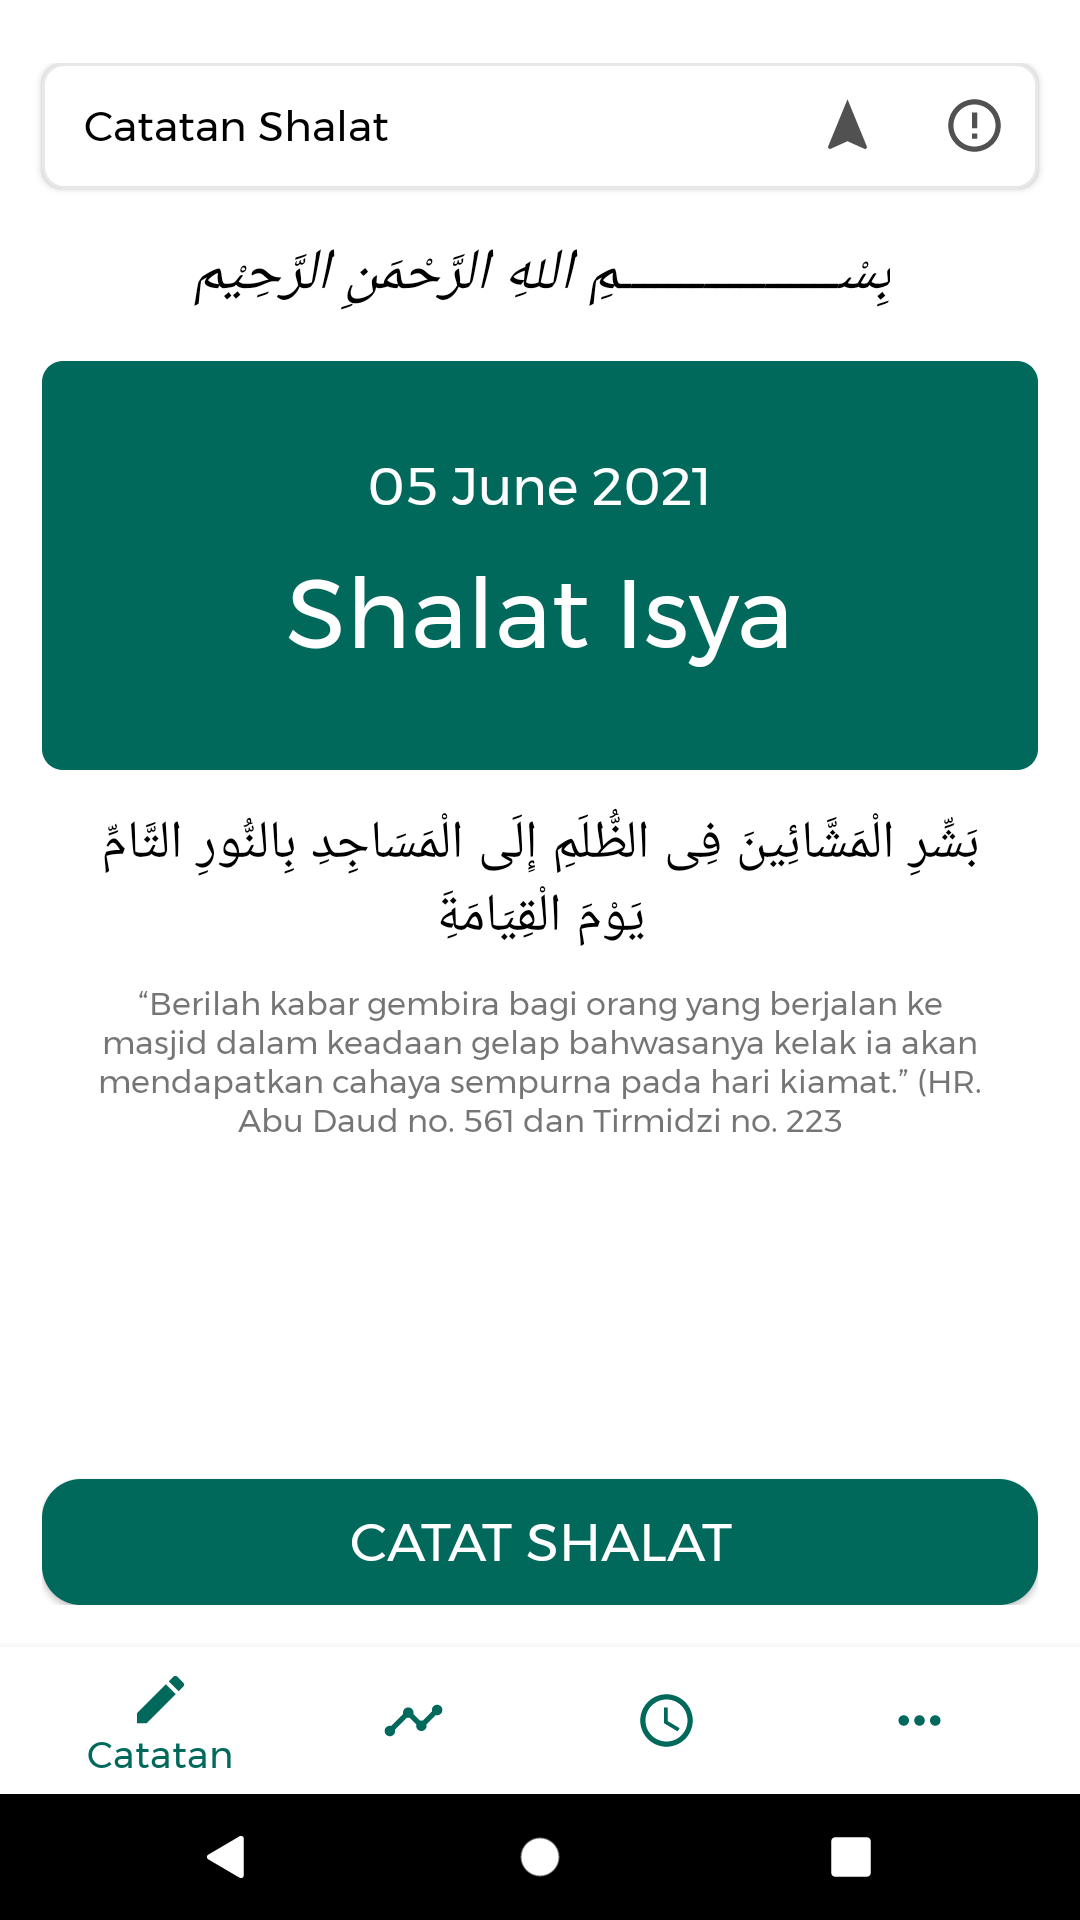 Catatan Shalat
بِسْــــــــــــــــــمِ اللهِ الرَّحْمَنِ الرَّحِيْم
05 June 2021
Shalat Isya
بَشِّرِ الْمَشَّائِينَ فِى الظُّلَمِ إِلَى الْمَسَاجِدِ بِالنُّورِ التَّامِّ
يَوْمَ الْقِيَامَةَِ
“Berilah kabar gembira bagi orang yang berjalan ke
masjid dalam keadaan gelap bahwasanya kelak ia akan
mendapatkan cahaya sempurna pada hari kiamat.” (HR.
Abu Daud no. 561 dan Tirmidzi no. 223
CATAT SHALAT
Catatan